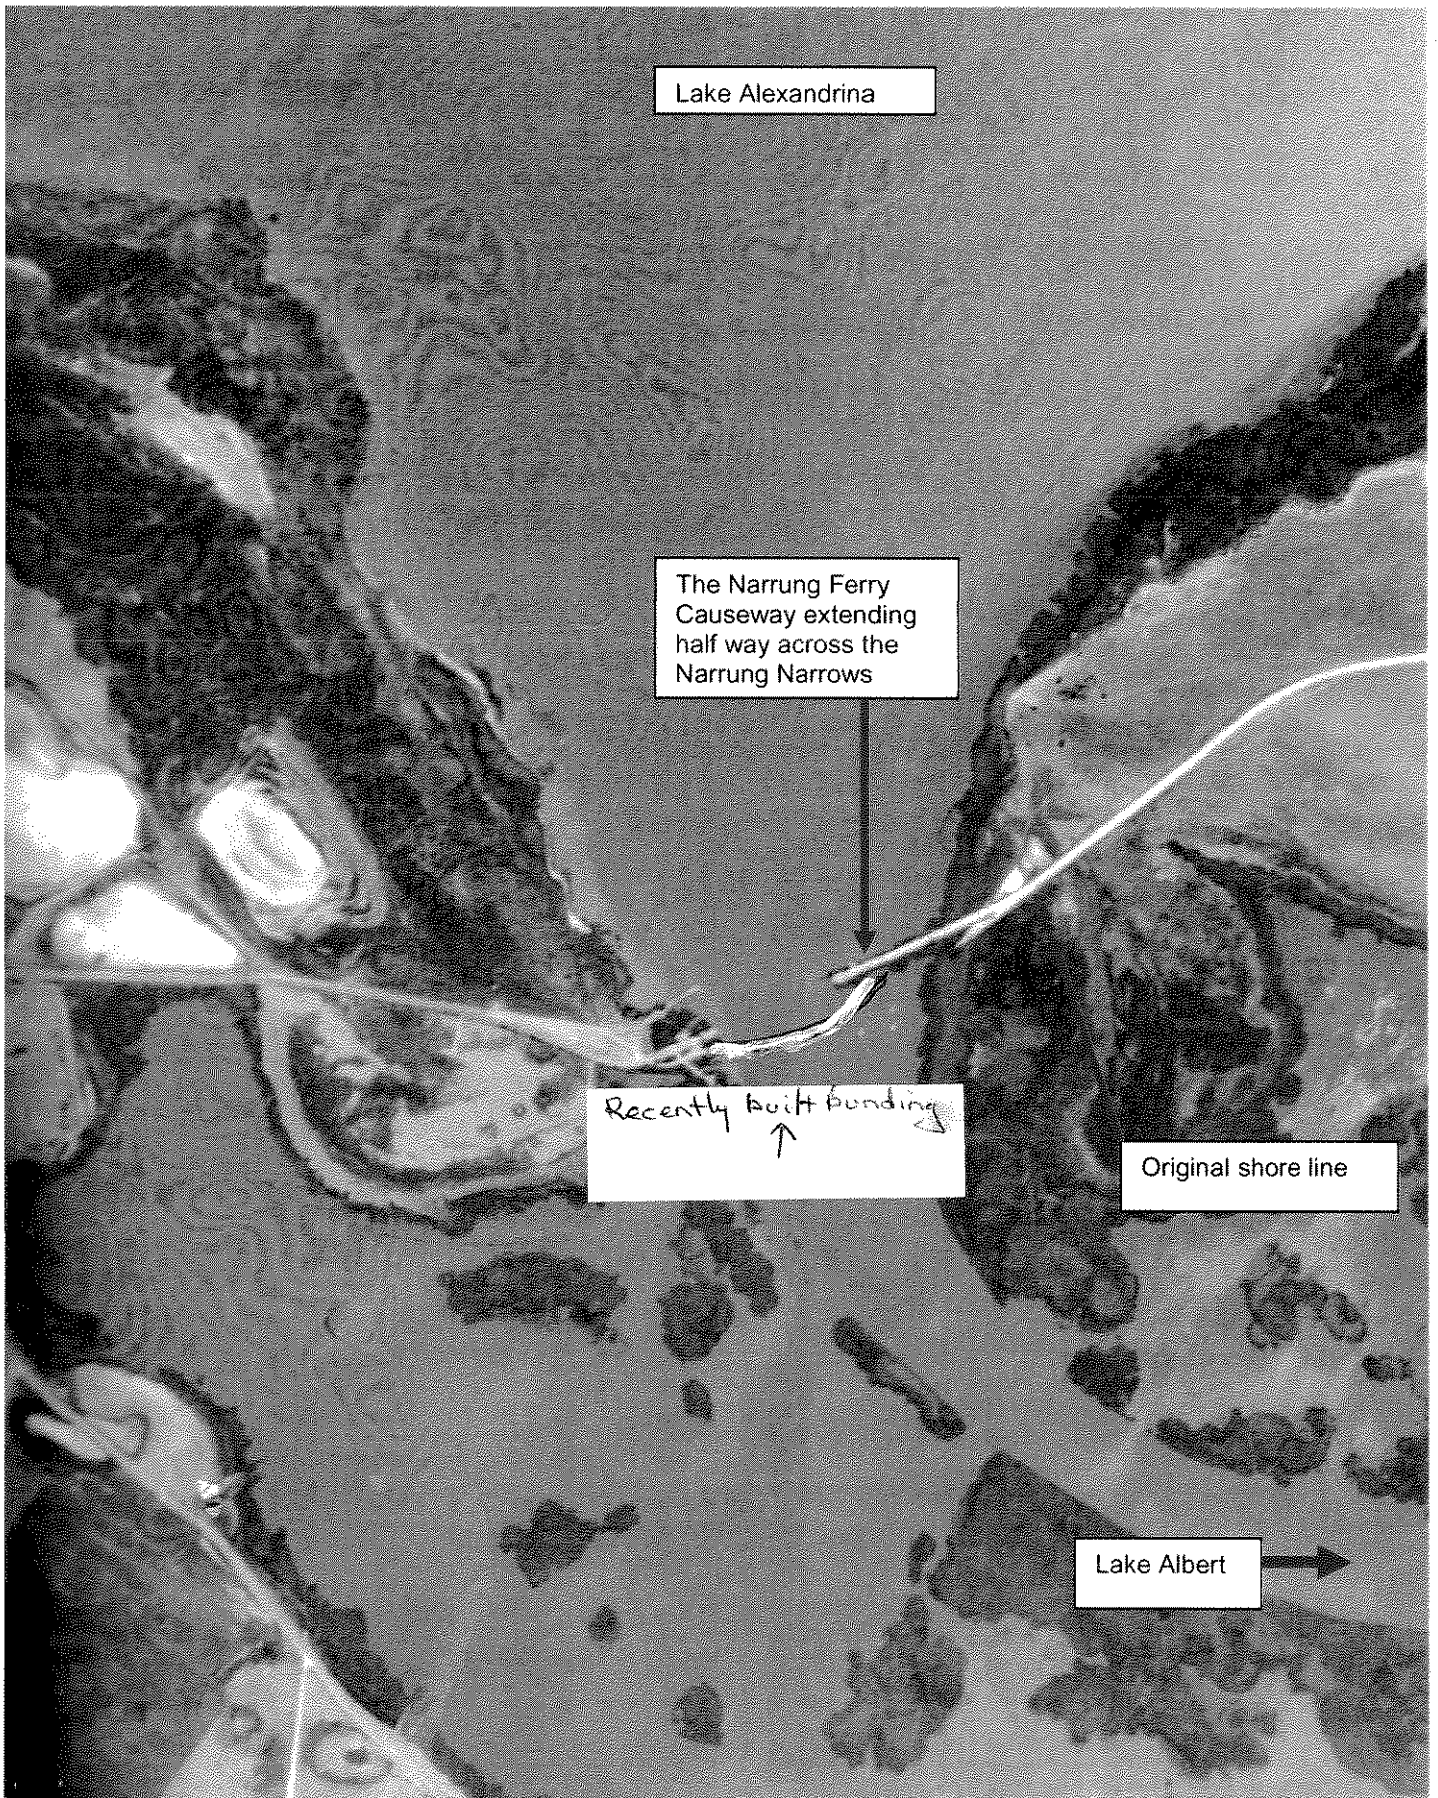 Lake Alexandrina
The Narrung Ferry
Causeway extending
half way across the
Narrung Narrows
Recently built bunding
Original shore line
Lake Albert